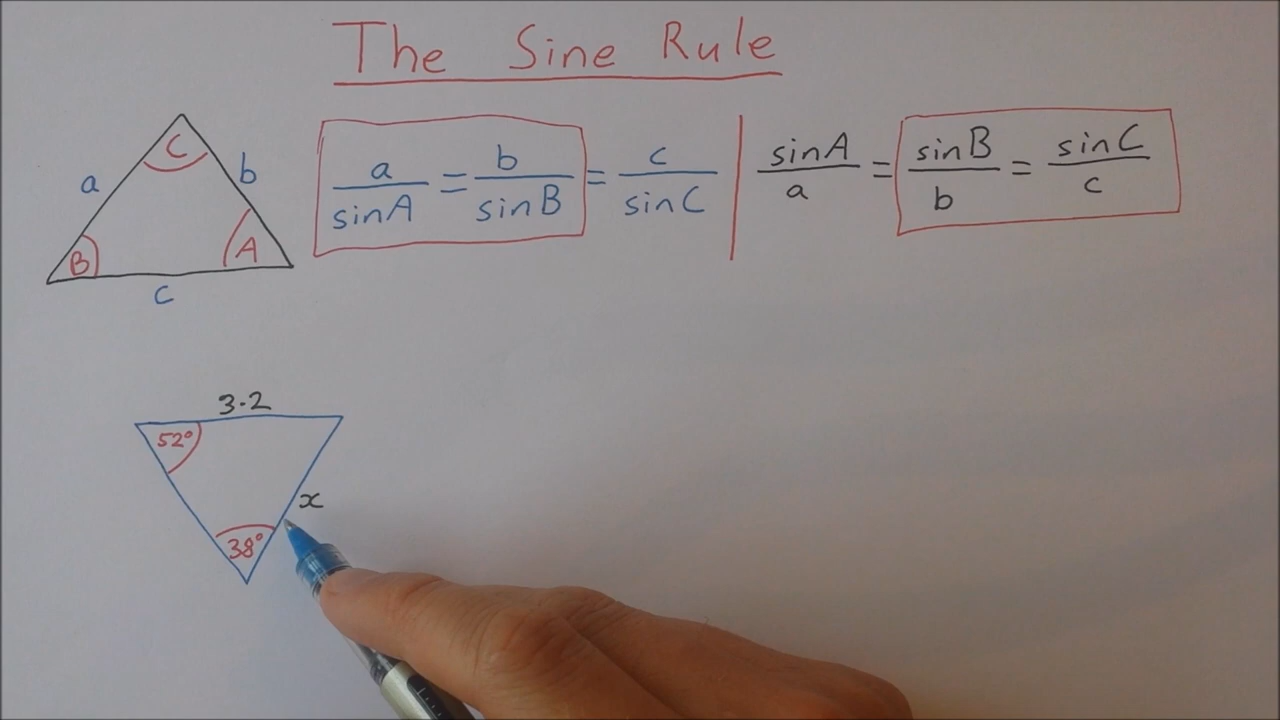 The Sine Rule
a C b B A c
a/sinA = b/sinB = c/sinC | sinA/a = sinB/b = sinC/c
3·2
52°
x
38°